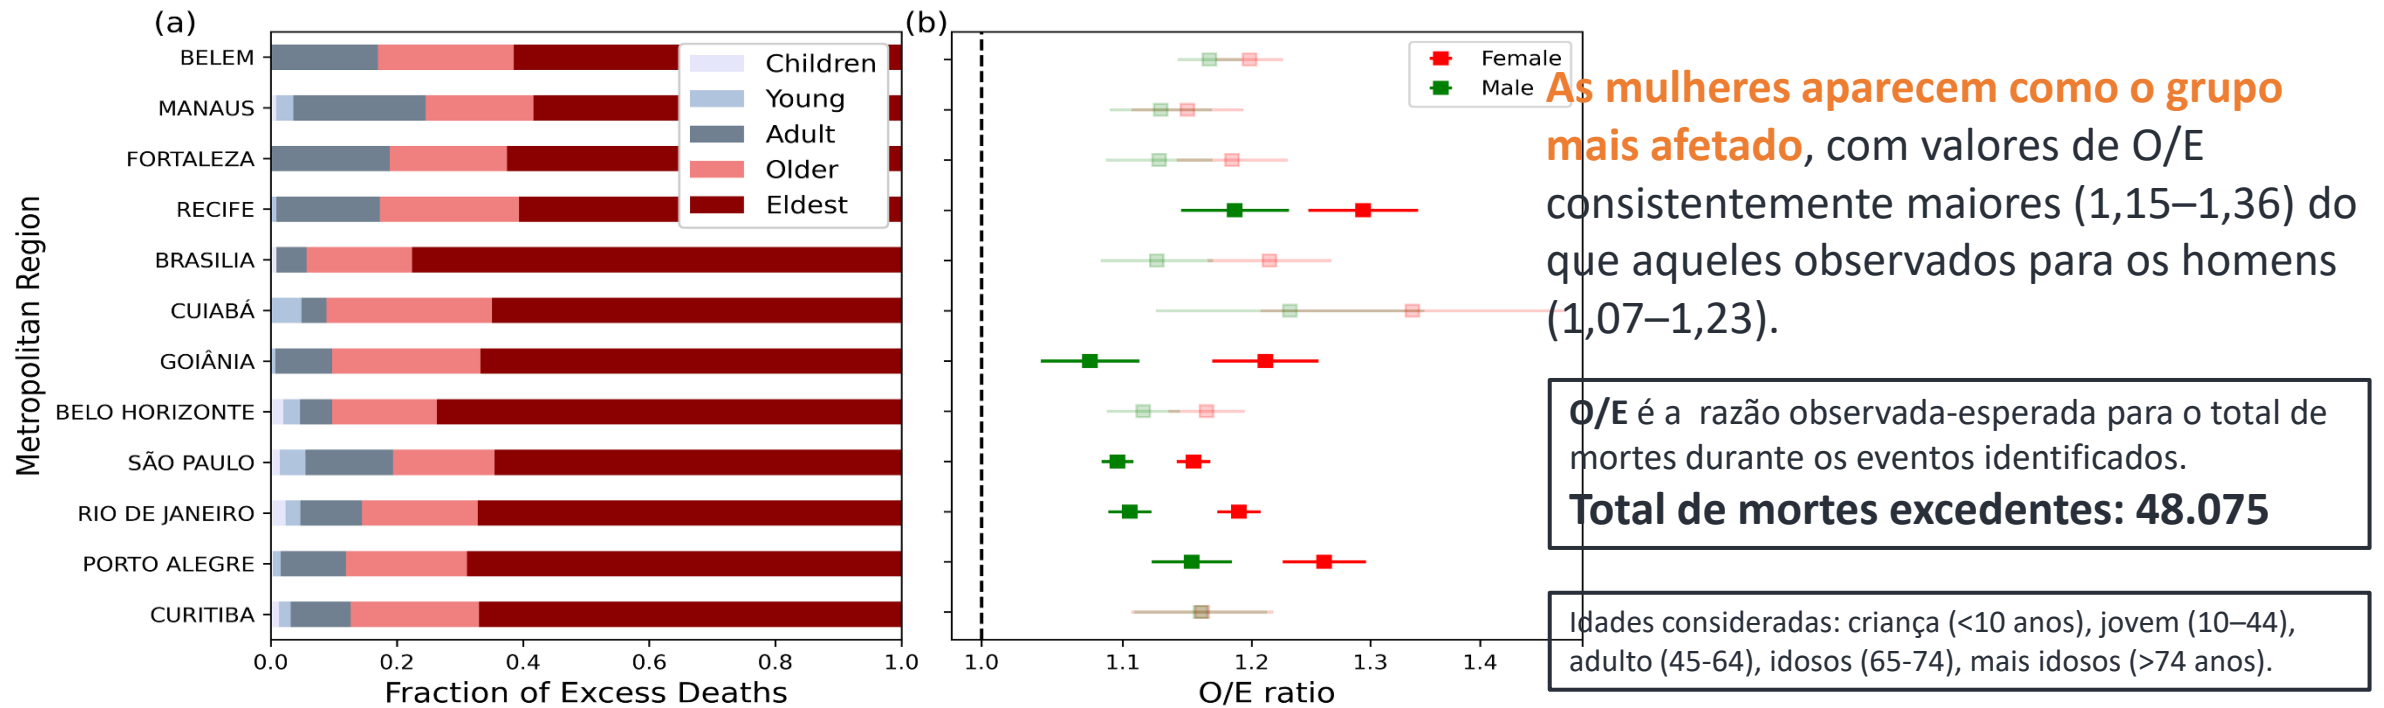 (a)
Metropolitan Region
BELEM
MANAUS
FORTALEZA
RECIFE
BRASILIA
CUIABÁ
GOIÂNIA
BELO HORIZONTE
SÃO PAULO
RIO DE JANEIRO
PORTO ALEGRE
CURITIBA
Children
Young
Adult
Older
Eldest
0.0 0.2 0.4 0.6 0.8 1.0
Fraction of Excess Deaths
(b)
Female
Male
1.0 1.1 1.2 1.3 1.4
O/E ratio
As mulheres aparecem como o grupo
mais afetado, com valores de O/E
consistentemente maiores (1,15–1,36) do
que aqueles observados para os homens
(1,07–1,23).
O/E é a razão observada-esperada para o total de
mortes durante os eventos identificados.
Total de mortes excedentes: 48.075
Idades consideradas: criança (<10 anos), jovem (10–44),
adulto (45-64), idosos (65-74), mais idosos (>74 anos).